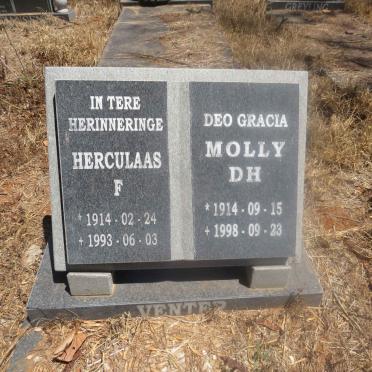 GREYLING
IN TERE
HERINNERINGE
HERCULAAS
F
* 1914 - 02 - 24
+ 1993 - 06 - 03
DEO GRACIA
MOLLY
DH
* 1914 - 09 - 15
+ 1998 - 09 - 23
VENTER